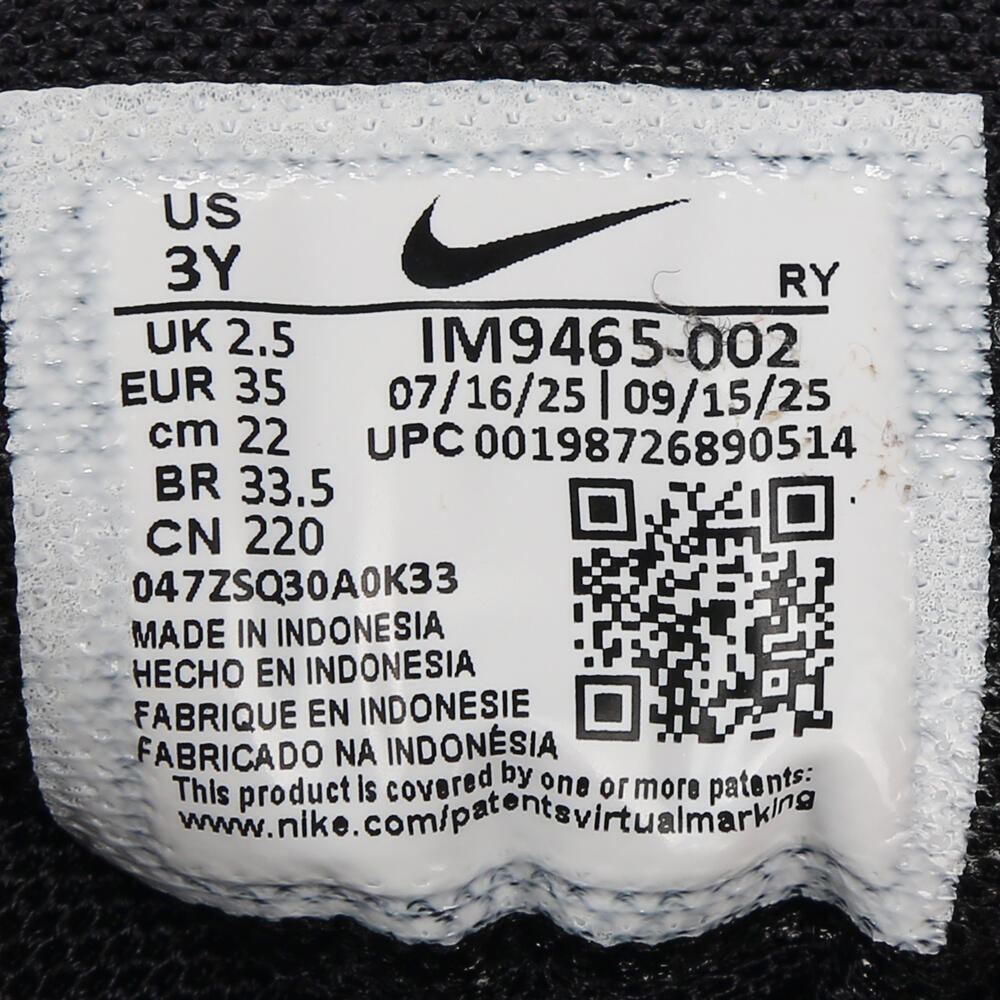 US
3Y
RY
UK 2.5
EUR 35
cm 22
BR 33.5
CN 220
IM9465-002
07/16/25 | 09/15/25
UPC 00198726890514
047ZSQ30A0K33
MADE IN INDONESIA
HECHO EN INDONESIA
FABRIQUE EN INDONESIE
FABRICADO NA INDONÉSIA
This product is covered by one or more patents:
www.nike.com/patentsvirtualmarking